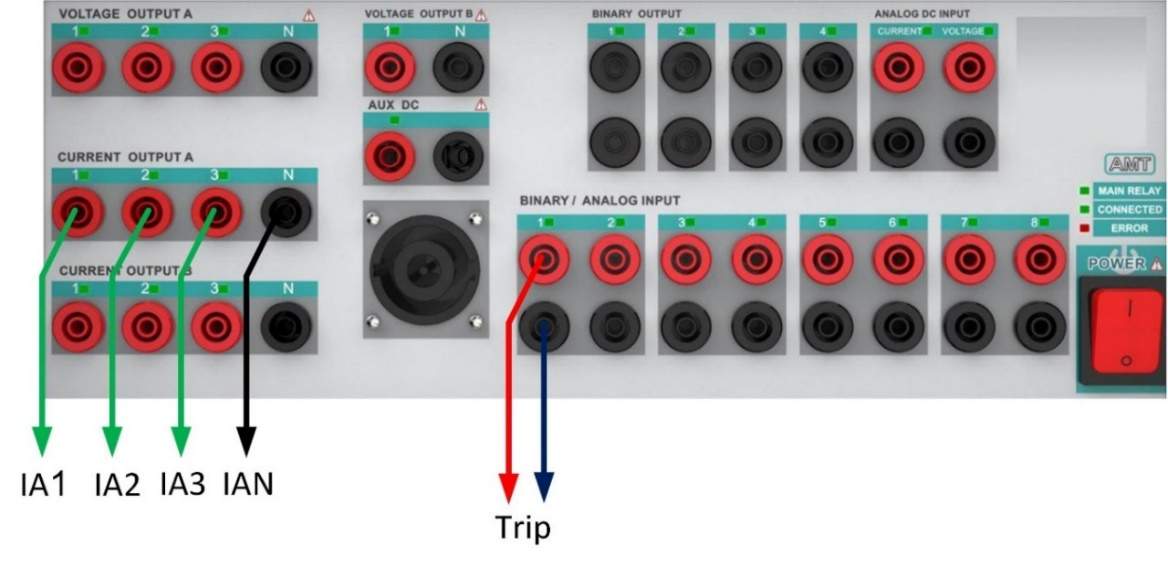 VOLTAGE OUTPUT A
1 2 3 N
VOLTAGE OUTPUT B
1 N
BINARY OUTPUT
1 2 3 4
ANALOG DC INPUT
CURRENT VOLTAGE
AUX DC
CURRENT OUTPUT A
1 2 3 N
AMT
MAIN RELAY
CONNECTED
ERROR
BINARY / ANALOG INPUT
1 2 3 4 5 6 7 8
POWER
CURRENT OUTPUT B
1 2 3 N
IA1 IA2 IA3 IAN
Trip